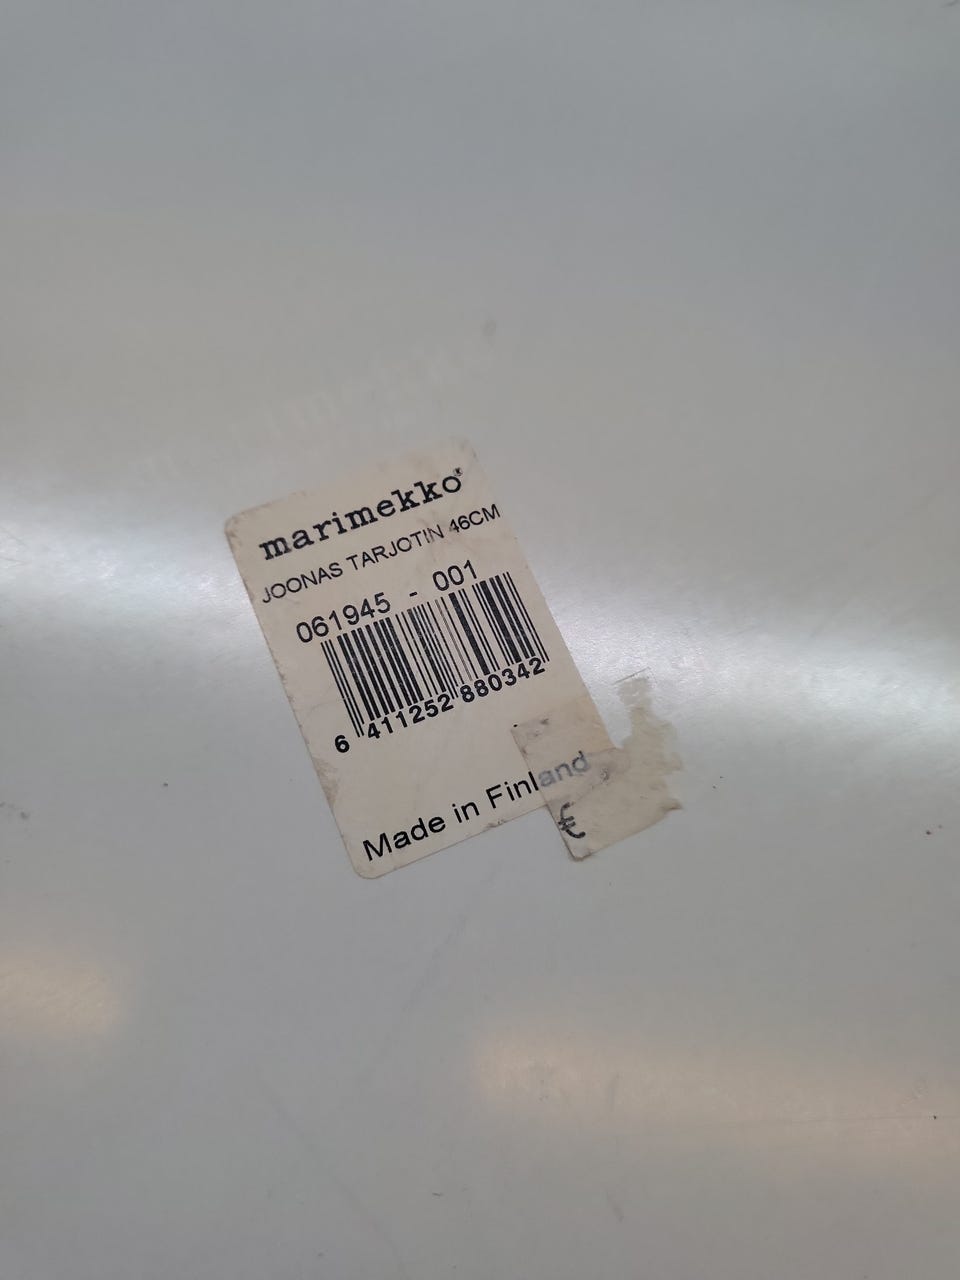 marimekko®
JOONAS TARJOTIN 46CM
061945 - 001
6 411252 880342
Made in Finland
€